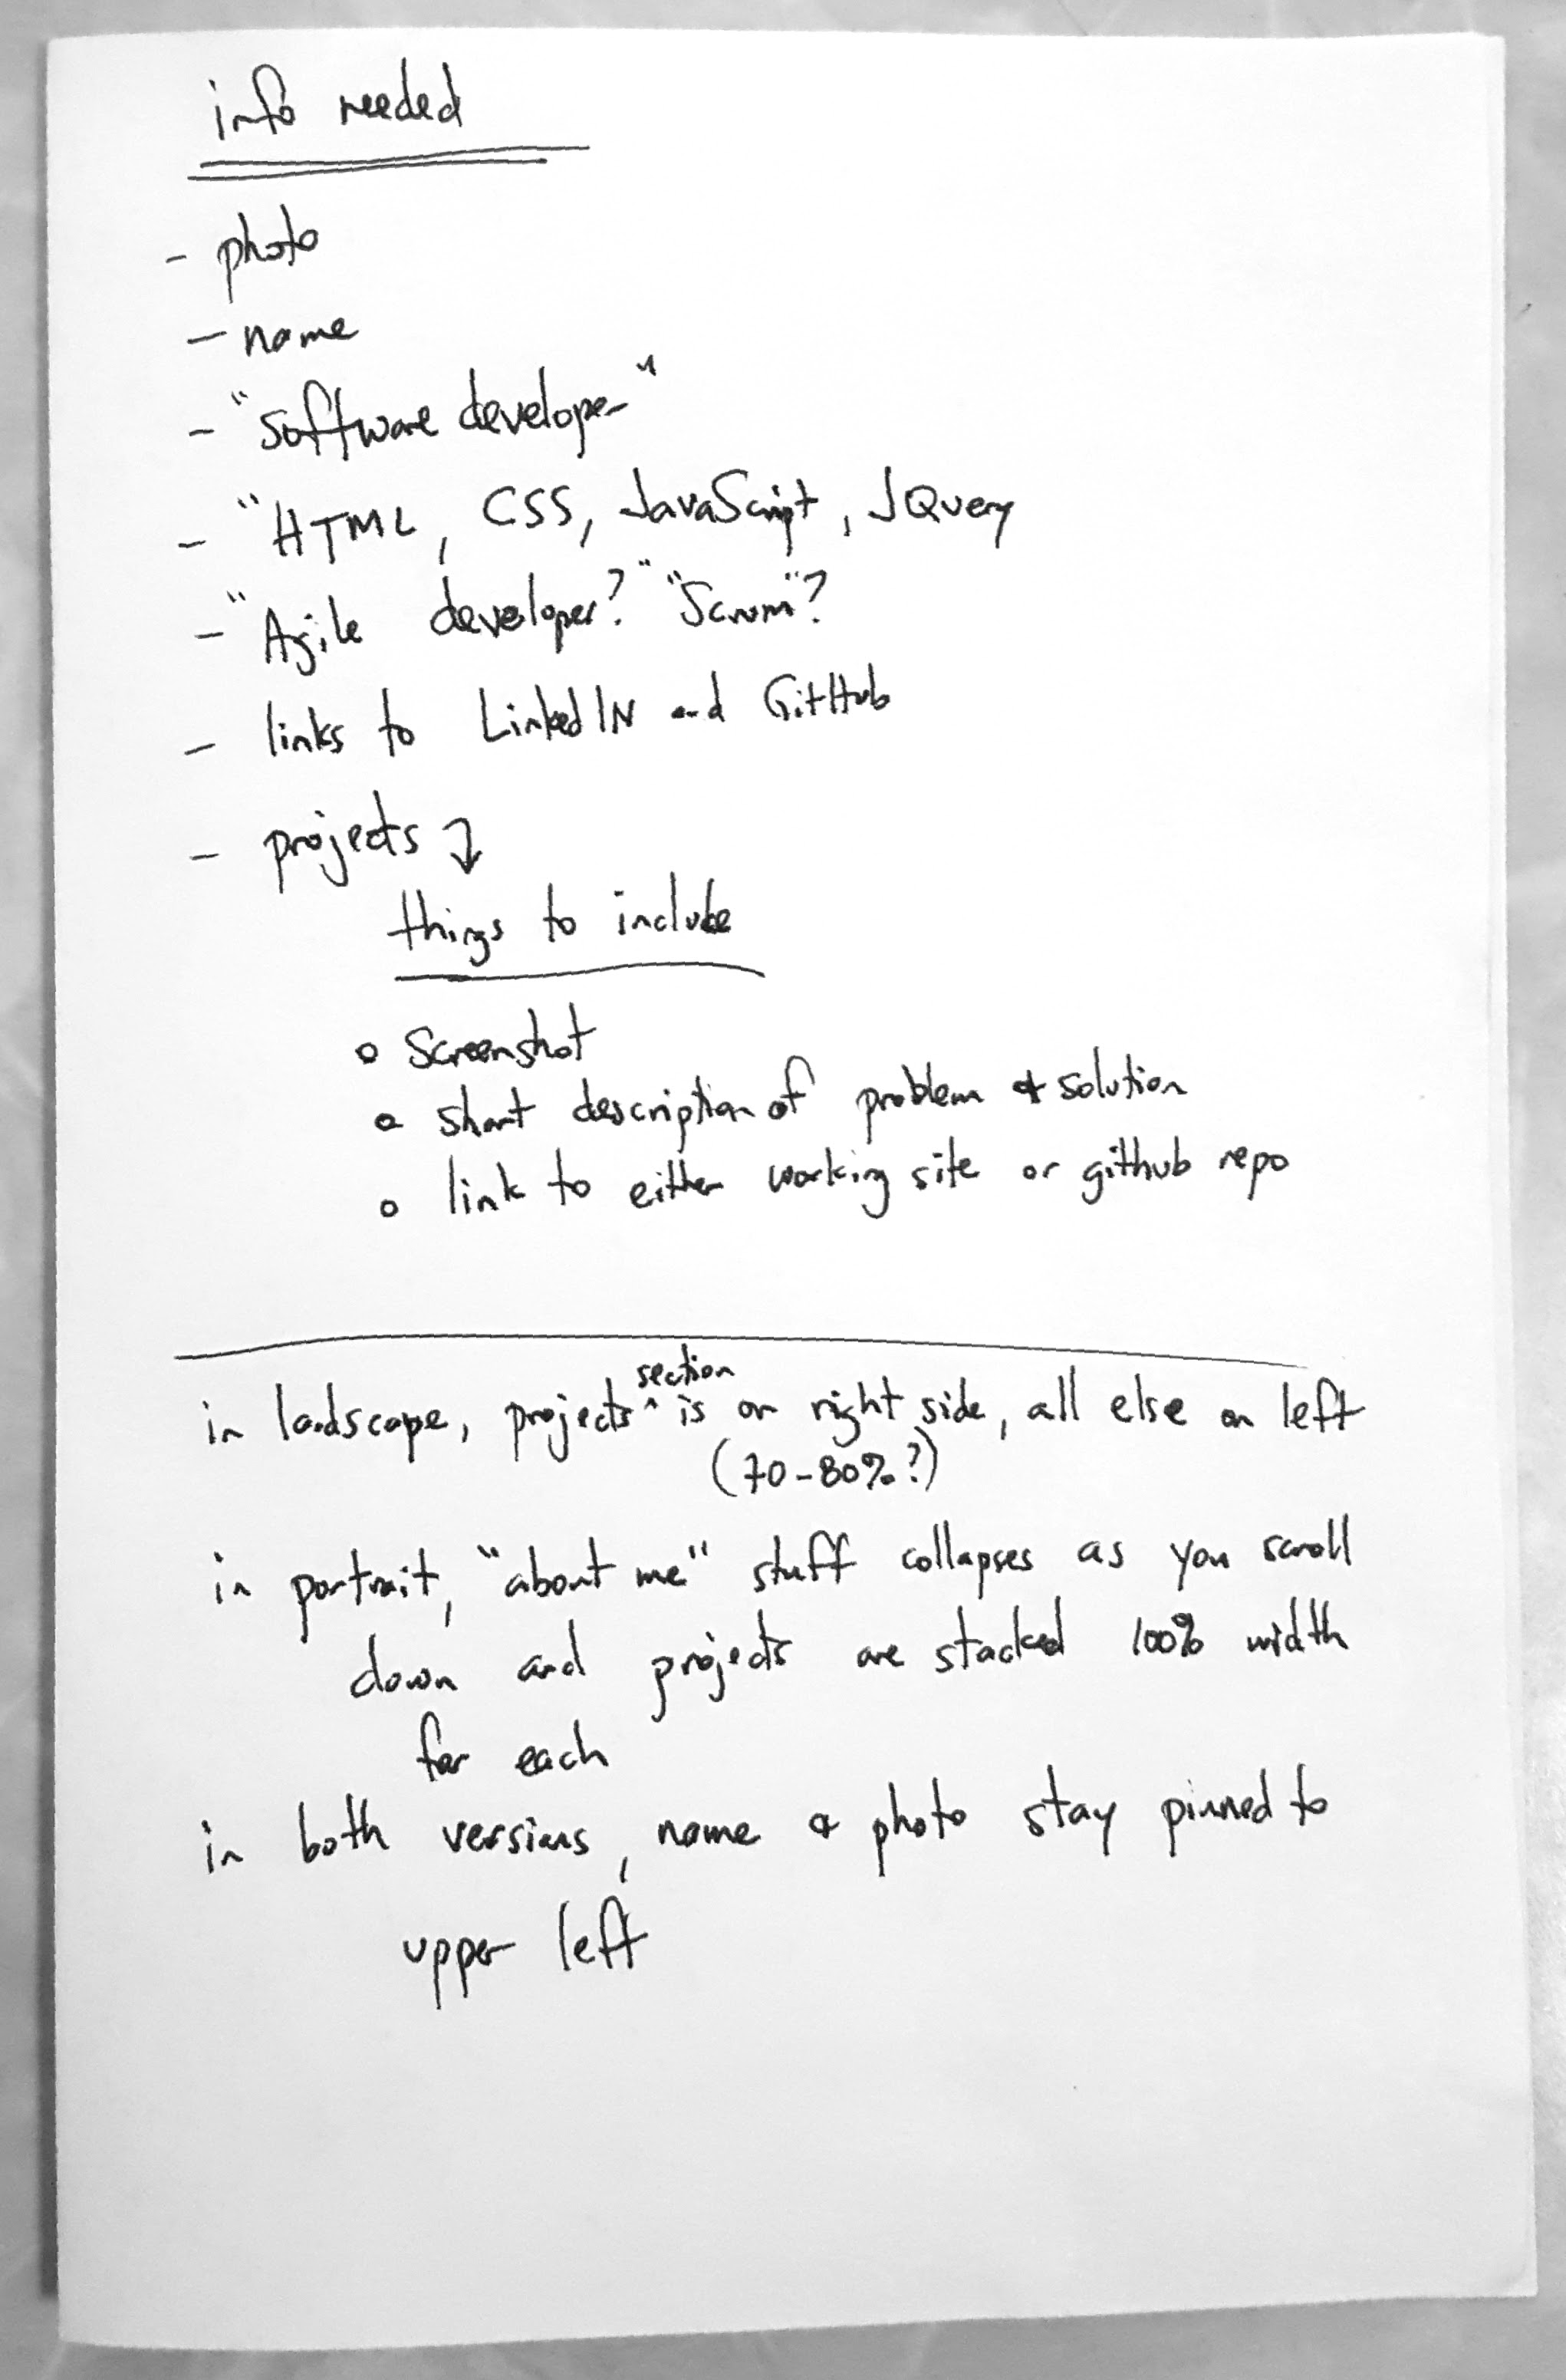 info needed
- photo
- name
- "software developer"
- "HTML, CSS, JavaScript, JQuery
- "Agile developer?" "Scrum"?
- links to LinkedIN and GitHub
- projects ↴
things to include
o Screenshot
o short description of problem & solution
o link to either working site or github repo
in landscape, projects ^section is on right side, all else on left
(70-80%?)
in portrait, "about me" stuff collapses as you scroll
down and projects are stacked 100% width
for each
in both versions, name & photo stay pinned to
upper left